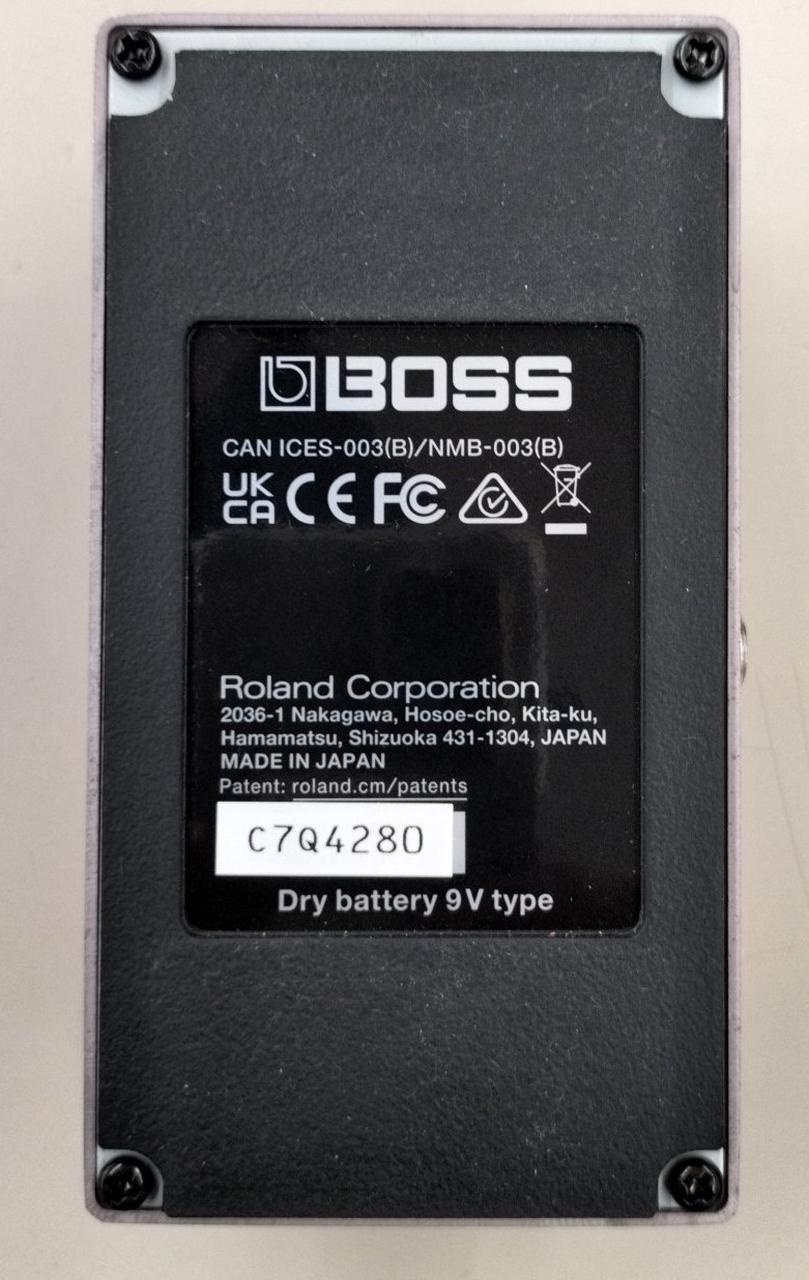 BOSS
CAN ICES-003(B)/NMB-003(B)
UK
CA CE FC
Roland Corporation
2036-1 Nakagawa, Hosoe-cho, Kita-ku,
Hamamatsu, Shizuoka 431-1304, JAPAN
MADE IN JAPAN
Patent: roland.cm/patents
C7Q4280
Dry battery 9V type